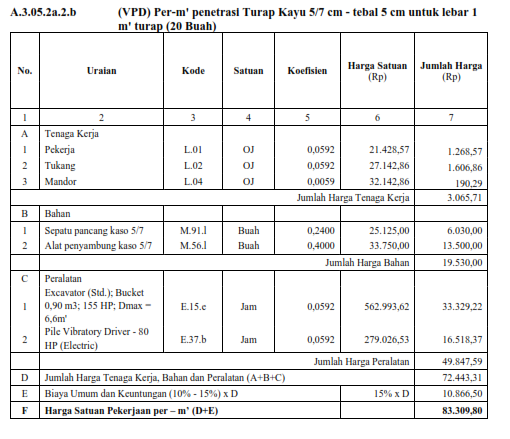 A.3.05.2a.2.b (VPD) Per-m' penetrasi Turap Kayu 5/7 cm - tebal 5 cm untuk lebar 1
m' turap (20 Buah)
No. Uraian Kode Satuan Koefisien Harga Satuan (Rp) Jumlah Harga (Rp)
1 2 3 4 5 6 7
A Tenaga Kerja
1 Pekerja L.01 OJ 0,0592 21.428,57 1.268,57
2 Tukang L.02 OJ 0,0592 27.142,86 1.606,86
3 Mandor L.04 OJ 0,0059 32.142,86 190,29
Jumlah Harga Tenaga Kerja 3.065,71
B Bahan
1 Sepatu pancang kaso 5/7 M.91.l Buah 0,2400 25.125,00 6.030,00
2 Alat penyambung kaso 5/7 M.56.l Buah 0,4000 33.750,00 13.500,00
Jumlah Harga Bahan 19.530,00
C Peralatan
Excavator (Std.); Bucket
1 0,90 m3; 155 HP; Dmax = E.15.e Jam 0,0592 562.993,62 33.329,22
6,6m'
2 Pile Vibratory Driver - 80 E.37.b Jam 0,0592 279.026,53 16.518,37
HP (Electric)
Jumlah Harga Peralatan 49.847,59
D Jumlah Harga Tenaga Kerja, Bahan dan Peralatan (A+B+C) 72.443,31
E Biaya Umum dan Keuntungan (10% - 15%) x D 15% x D 10.866,50
F Harga Satuan Pekerjaan per – m' (D+E) 83.309,80